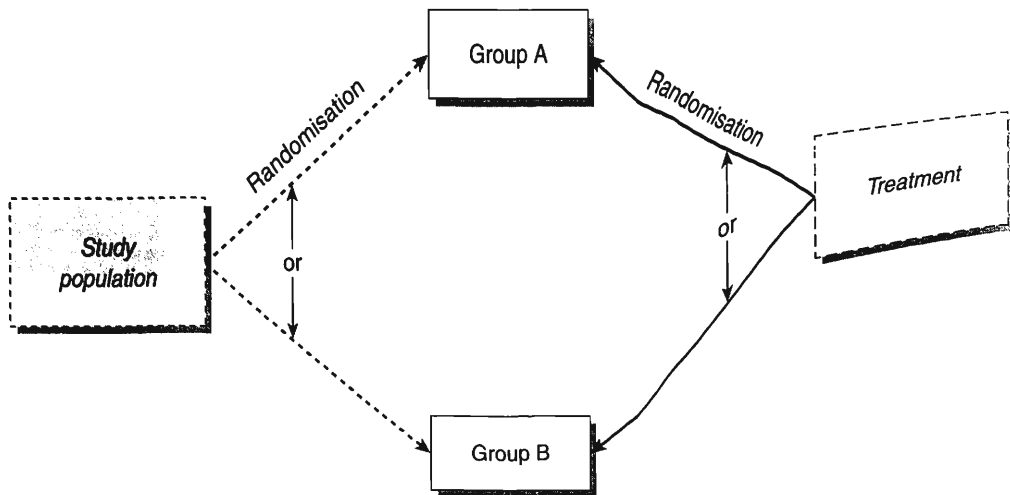 Group A
Randomisation
Randomisation
Treatment
Study
population
or
or
Group B